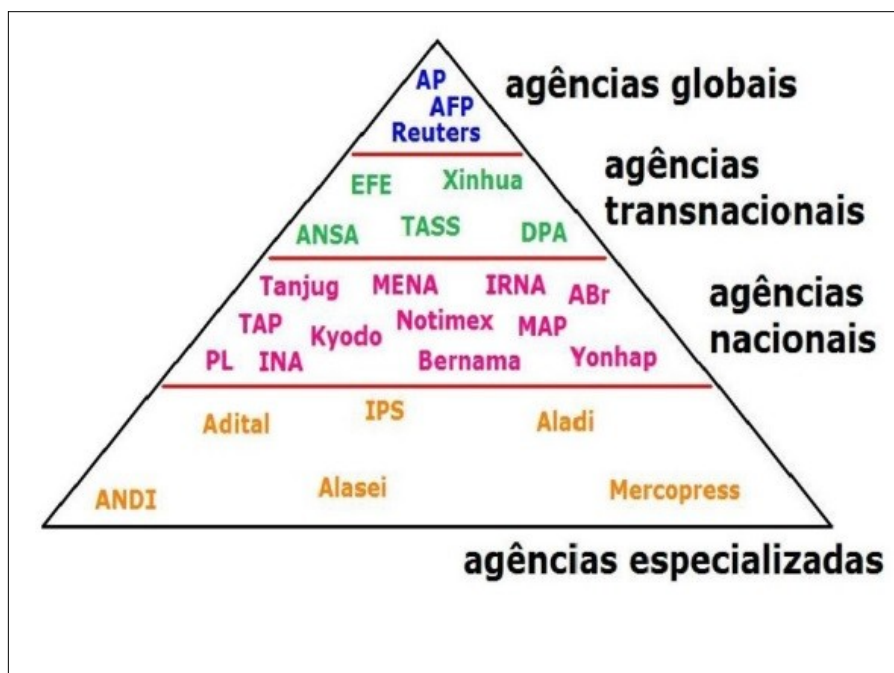 AP
AFP
Reuters
agências globais
EFE Xinhua
ANSA TASS DPA
agências
transnacionais
Tanjug MENA IRNA ABr
TAP Kyodo Notimex MAP
PL INA Bernama Yonhap
agências
nacionais
Adital IPS Aladi
ANDI Alasei Mercopress
agências especializadas